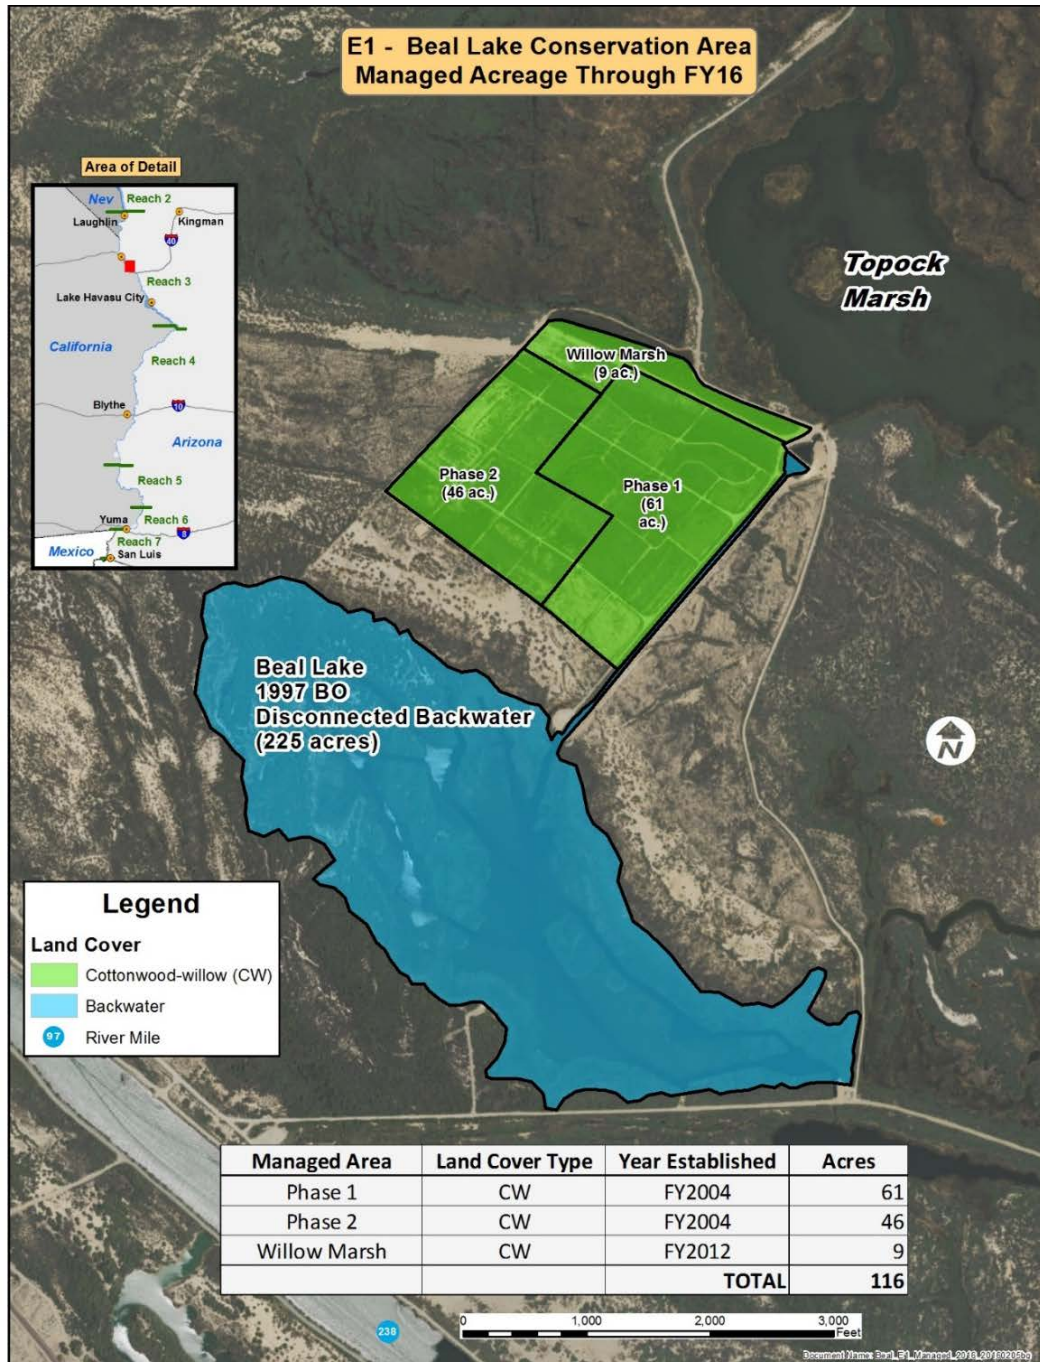 E1 - Beal Lake Conservation Area
Managed Acreage Through FY16
Area of Detail
Nev
Reach 2
Laughlin
Kingman
40
Reach 3
Lake Havasu City
California
Reach 4
Blythe
10
Arizona
Reach 5
Yuma
Reach 6
8
Reach 7
Mexico
San Luis
Topock
Marsh
Willow Marsh
(9 ac.)
Phase 2
(46 ac.)
Phase 1
(61
ac.)
Beal Lake
1997 BO
Disconnected Backwater
(225 acres)
N
Legend
Land Cover
Cottonwood-willow (CW)
Backwater
97 River Mile
Managed Area Land Cover Type Year Established Acres
Phase 1 CW FY2004 61
Phase 2 CW FY2004 46
Willow Marsh CW FY2012 9
TOTAL 116
238
0 1,000 2,000 3,000
Feet